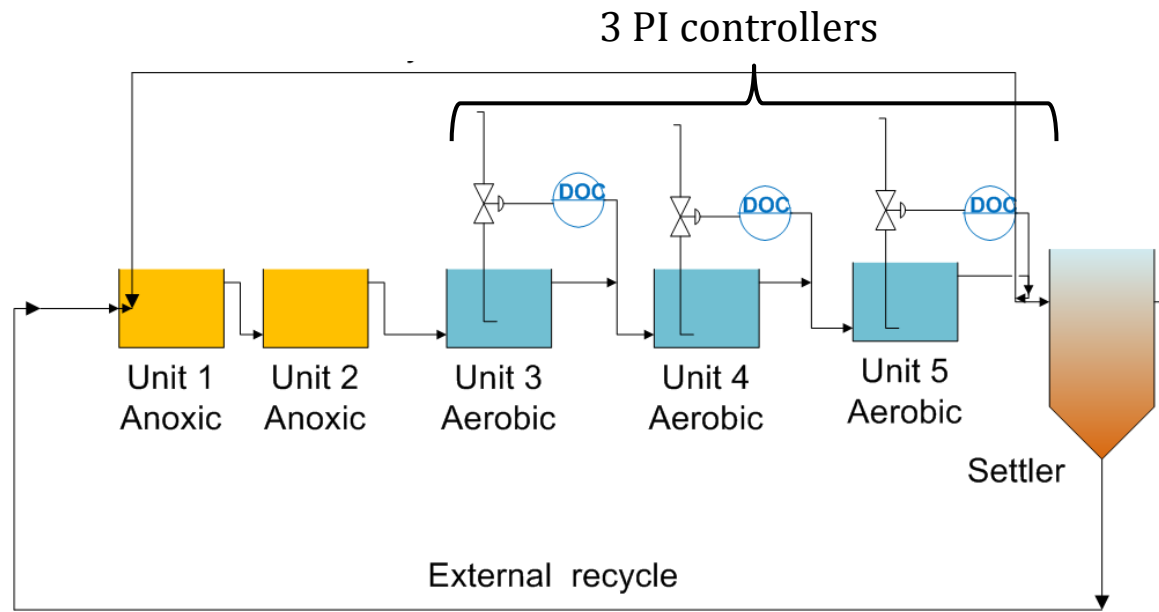 3 PI controllers
DOC
DOC
DOC
Unit 1
Anoxic
Unit 2
Anoxic
Unit 3
Aerobic
Unit 4
Aerobic
Unit 5
Aerobic
Settler
External recycle